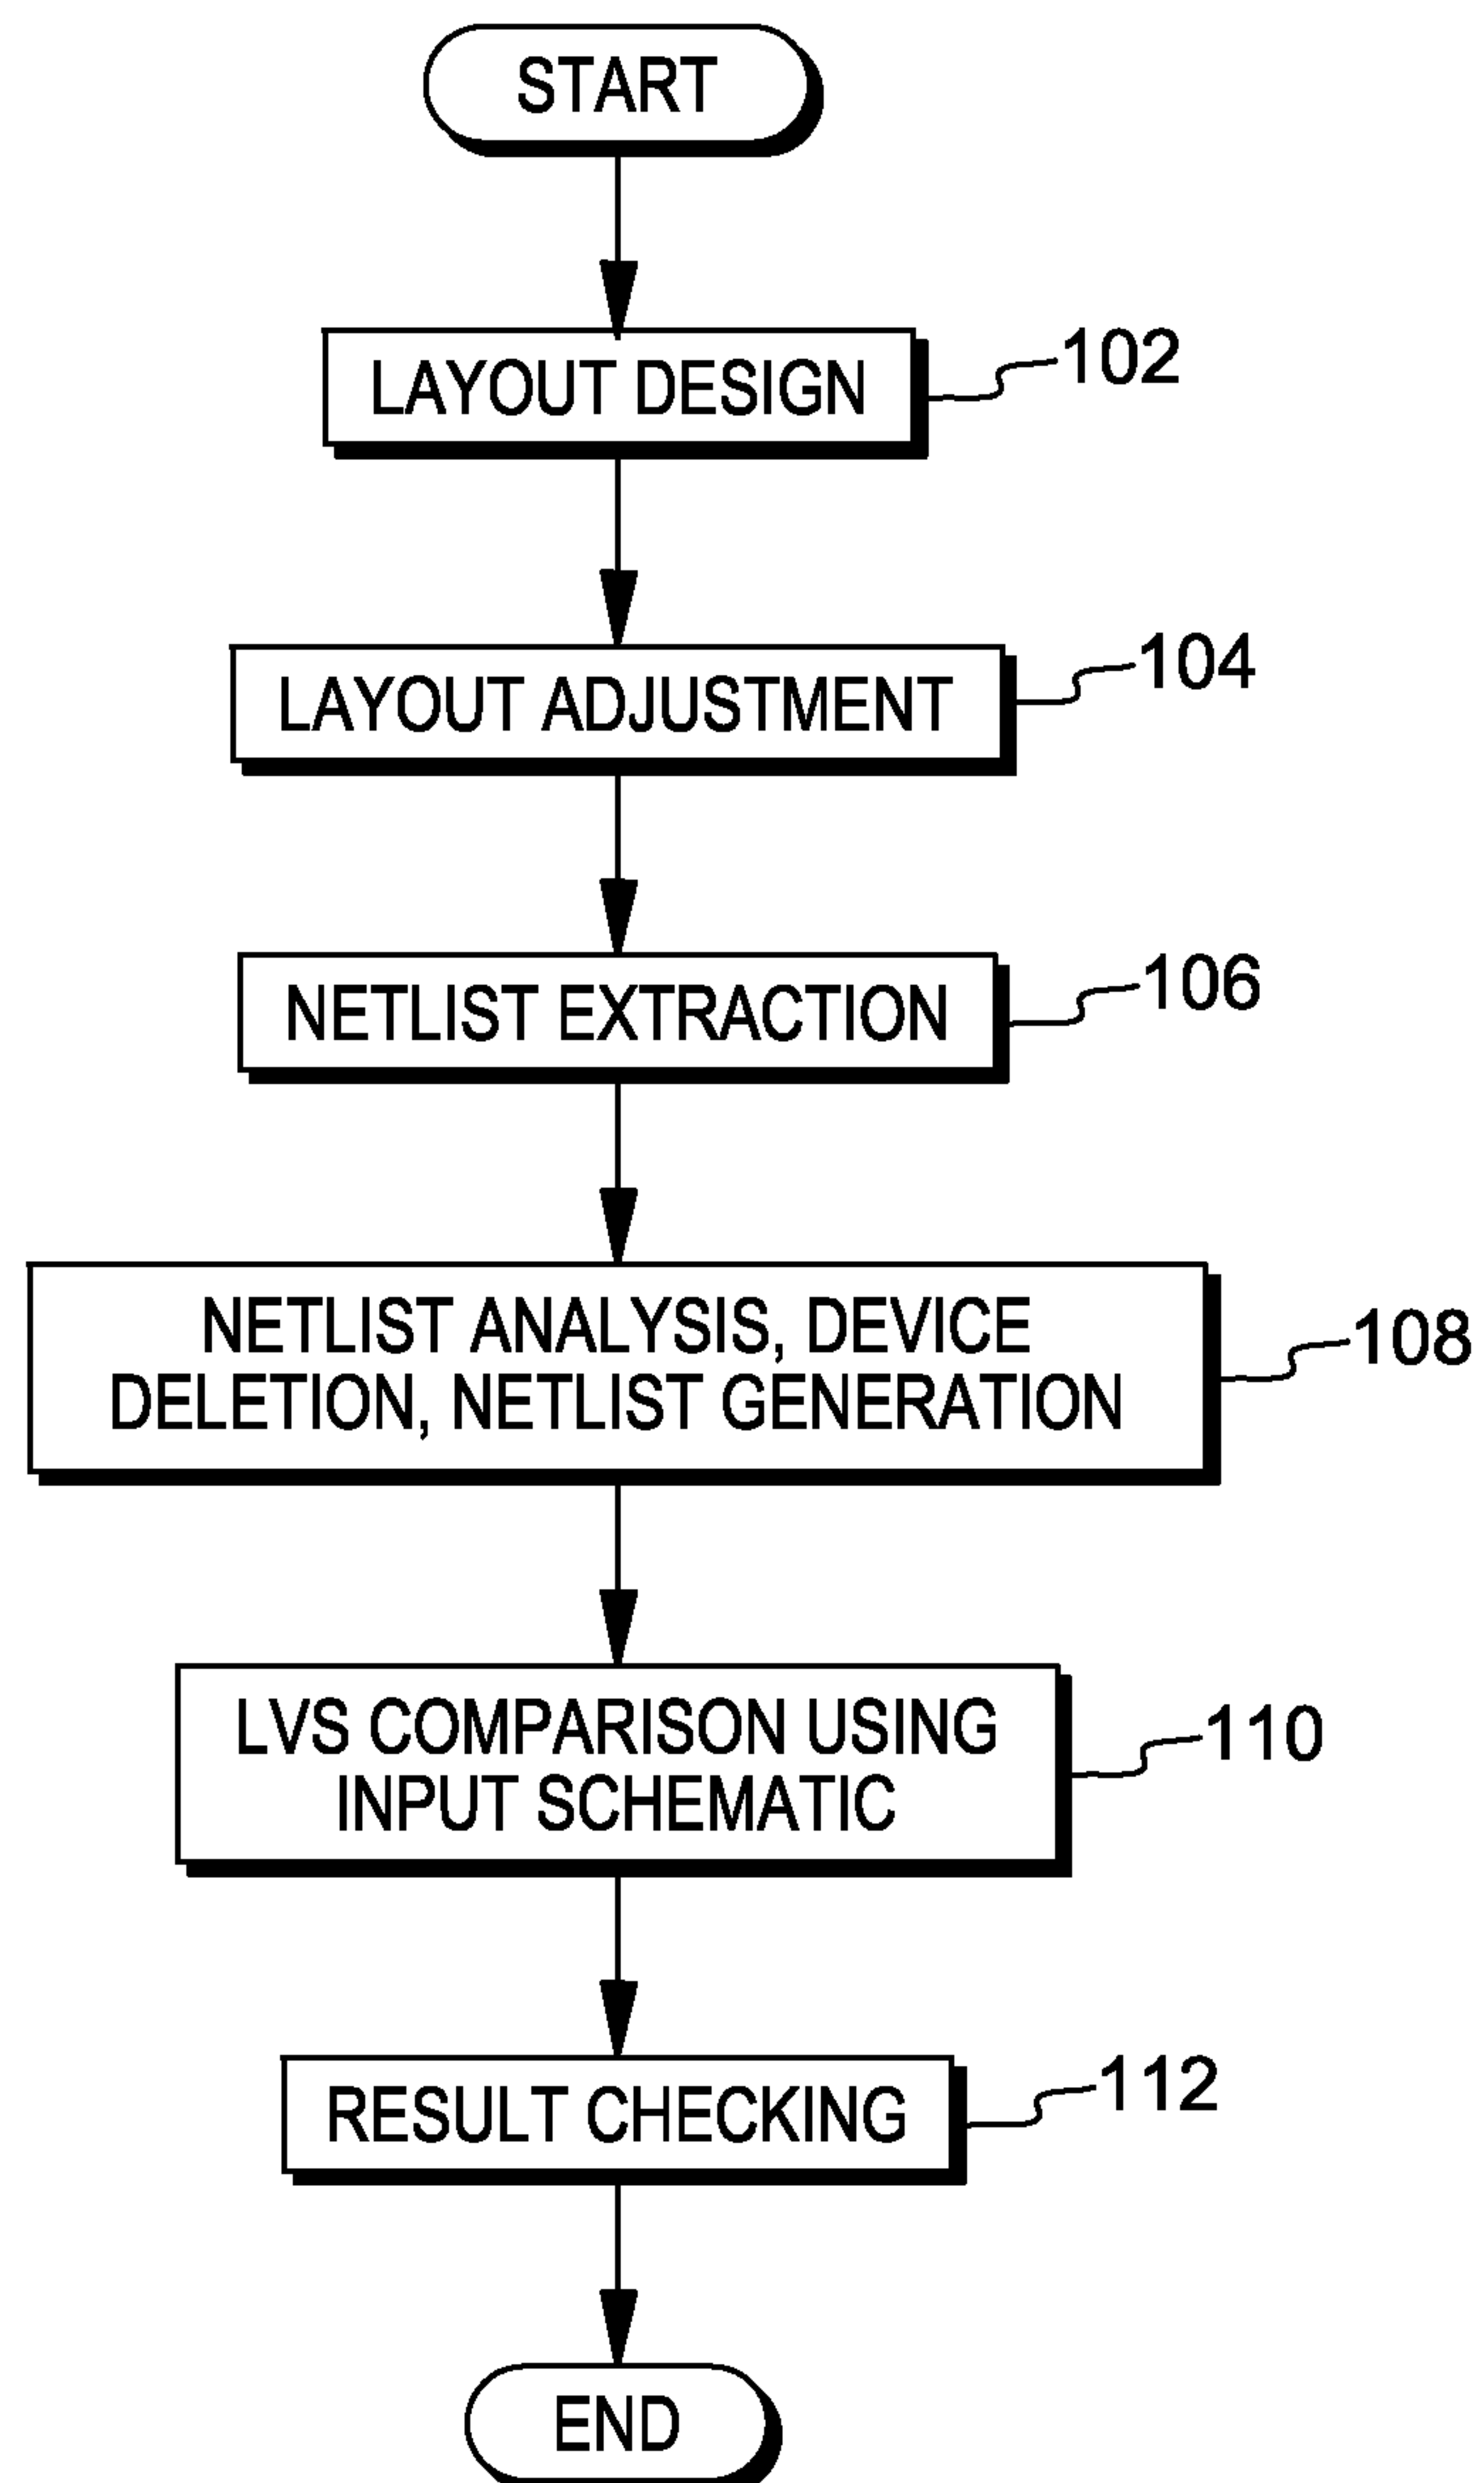 START
LAYOUT DESIGN
102
LAYOUT ADJUSTMENT
104
NETLIST EXTRACTION
106
NETLIST ANALYSIS, DEVICE
DELETION, NETLIST GENERATION
108
LVS COMPARISON USING
INPUT SCHEMATIC
110
RESULT CHECKING
112
END